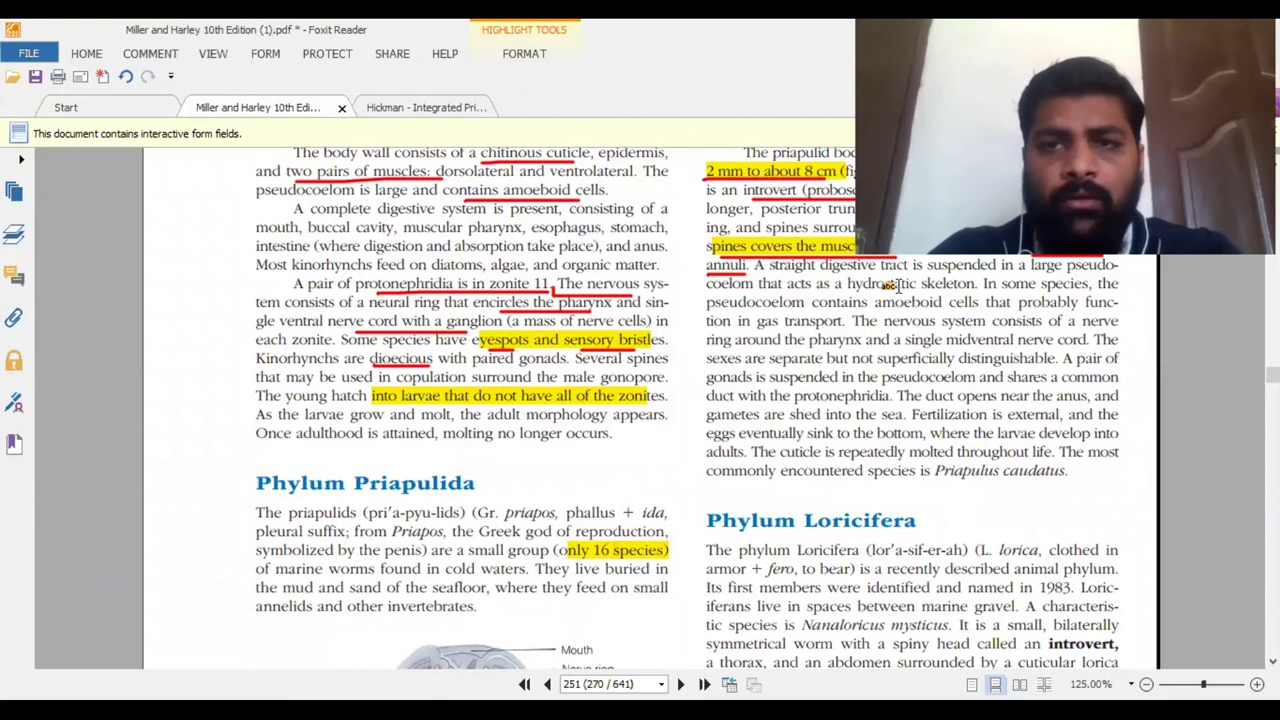 Miller and Harley 10th Edition (1).pdf * - Foxit Reader
HIGHLIGHT TOOLS
FILE HOME COMMENT VIEW FORM PROTECT SHARE HELP FORMAT
Start Miller and Harley 10th Edi... x Hickman - Integrated Pri...
This document contains interactive form fields.
The body wall consists of a chitinous cuticle, epidermis,
and two pairs of muscles: dorsolateral and ventrolateral. The
pseudocoelom is large and contains amoeboid cells.
A complete digestive system is present, consisting of a
mouth, buccal cavity, muscular pharynx, esophagus, stomach,
intestine (where digestion and absorption take place), and anus.
Most kinorhynchs feed on diatoms, algae, and organic matter.
A pair of protonephridia is in zonite 11. The nervous sys-
tem consists of a neural ring that encircles the pharynx and sin-
gle ventral nerve cord with a ganglion (a mass of nerve cells) in
each zonite. Some species have eyespots and sensory bristles.
Kinorhynchs are dioecious with paired gonads. Several spines
that may be used in copulation surround the male gonopore.
The young hatch into larvae that do not have all of the zonites.
As the larvae grow and molt, the adult morphology appears.
Once adulthood is attained, molting no longer occurs.
Phylum Priapulida
The priapulids (pri'a-pyu-lids) (Gr. priapos, phallus + ida,
pleural suffix; from Priapos, the Greek god of reproduction,
symbolized by the penis) are a small group (only 16 species)
of marine worms found in cold waters. They live buried in
the mud and sand of the seafloor, where they feed on small
annelids and other invertebrates.
Mouth
Nerve ring
The priapulid bod
2 mm to about 8 cm (fi
is an introvert (probosc
longer, posterior trun
ing, and spines surrou
spines covers the musc
annuli. A straight digestive tract is suspended in a large pseudo-
coelom that acts as a hydrostatic skeleton. In some species, the
pseudocoelom contains amoeboid cells that probably func-
tion in gas transport. The nervous system consists of a nerve
ring around the pharynx and a single midventral nerve cord. The
sexes are separate but not superficially distinguishable. A pair of
gonads is suspended in the pseudocoelom and shares a common
duct with the protonephridia. The duct opens near the anus, and
gametes are shed into the sea. Fertilization is external, and the
eggs eventually sink to the bottom, where the larvae develop into
adults. The cuticle is repeatedly molted throughout life. The most
commonly encountered species is Priapulus caudatus.
Phylum Loricifera
The phylum Loricifera (lor'a-sif-er-ah) (L. lorica, clothed in
armor + fero, to bear) is a recently described animal phylum.
Its first members were identified and named in 1983. Loric-
iferans live in spaces between marine gravel. A characteris-
tic species is Nanaloricus mysticus. It is a small, bilaterally
symmetrical worm with a spiny head called an introvert,
a thorax, and an abdomen surrounded by a cuticular lorica
251 (270 / 641)
125.00%